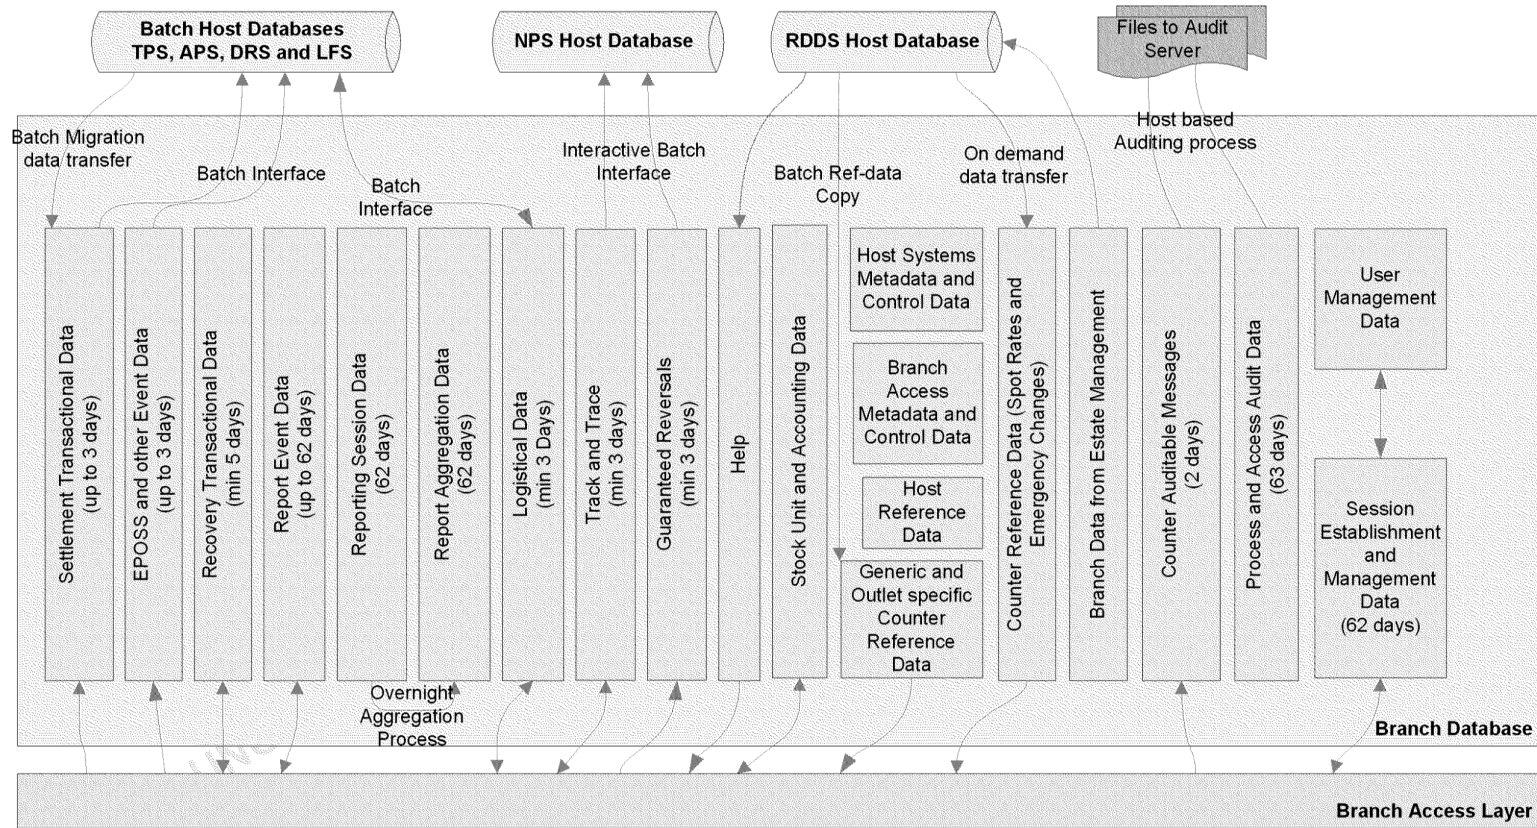 Batch Host Databases
TPS, APS, DRS and LFS
NPS Host Database
RDDS Host Database
Files to Audit
Server
Batch Migration
data transfer
Batch Interface
Batch
Interface
Interactive Batch
Interface
Batch Ref-data
Copy
On demand
data transfer
Host based
Auditing process
Settlement Transactional Data
(up to 3 days)
EPOSS and other Event Data
(up to 3 days)
Recovery Transactional Data
(min 5 days)
Report Event Data
(up to 62 days)
Reporting Session Data
(62 days)
Report Aggregation Data
(62 days)
Logistical Data
(min 3 Days)
Track and Trace
(min 3 days)
Guaranteed Reversals
(min 3 days)
Help
Stock Unit and Accounting Data
Host Systems
Metadata and
Control Data
Branch
Access
Metadata and
Control Data
Host
Reference
Data
Generic and
Outlet specific
Counter
Reference
Data
Counter Reference Data (Spot Rates and
Emergency Changes)
Branch Data from Estate Management
Counter Auditable Messages
(2 days)
Process and Access Audit Data
(63 days)
User
Management
Data
Session
Establishment
and
Management
Data
(62 days)
Overnight
Aggregation
Process
Branch Database
Branch Access Layer